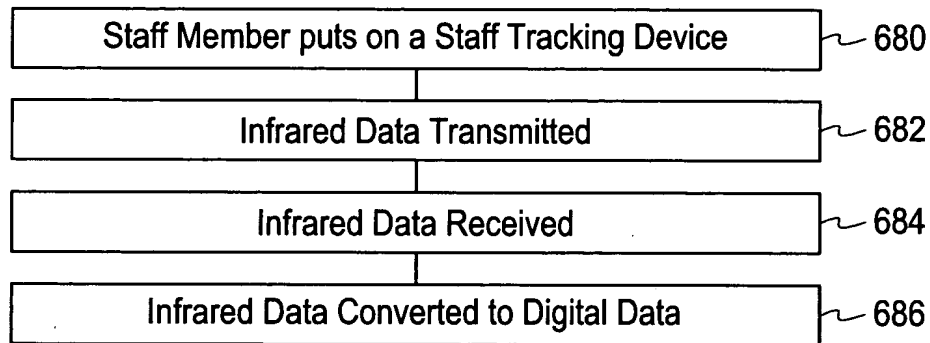 Staff Member puts on a Staff Tracking Device 680
Infrared Data Transmitted 682
Infrared Data Received 684
Infrared Data Converted to Digital Data 686